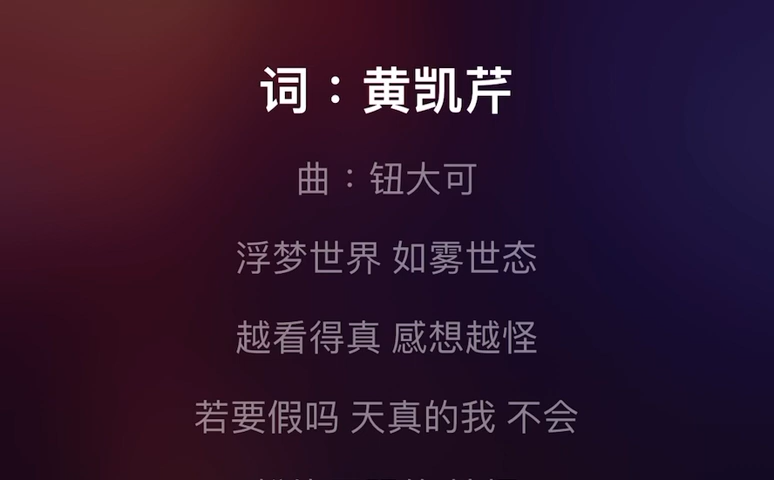 词：黄凯芹
曲：钮大可
浮梦世界 如雾世态
越看得真 感想越怪
若要假吗 天真的我 不会